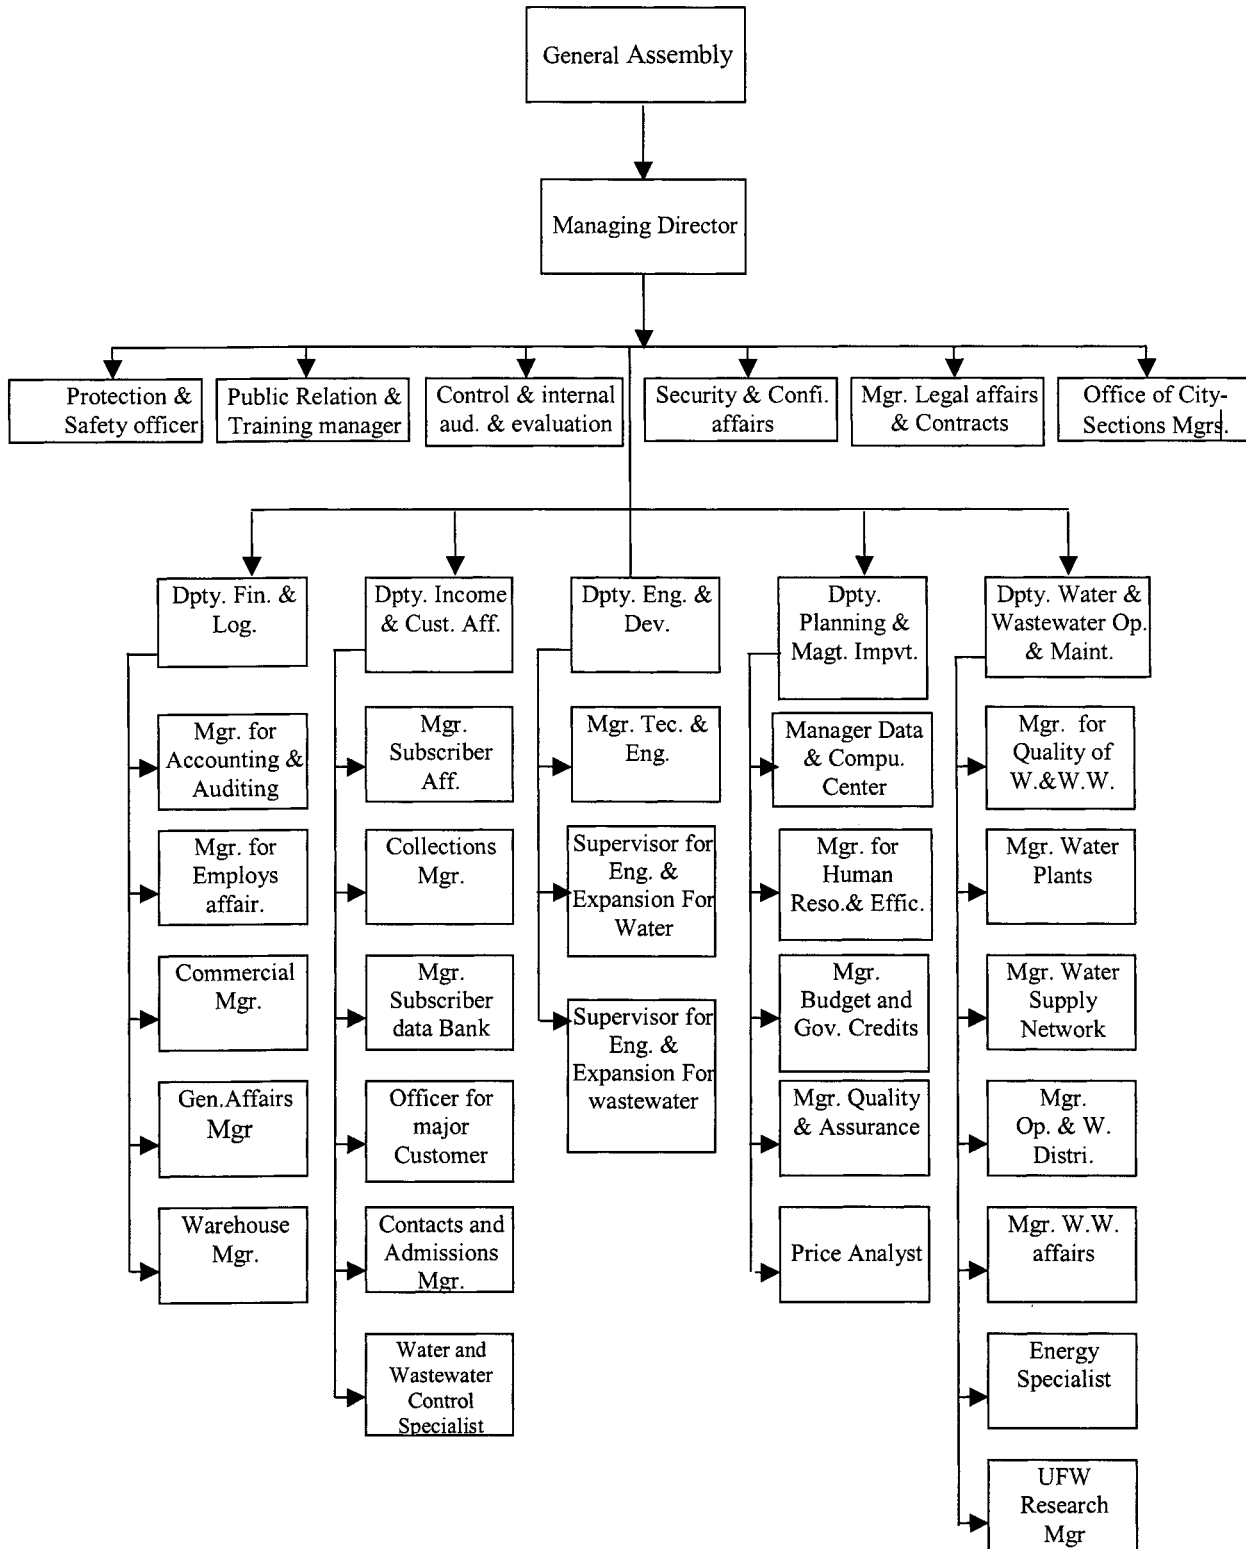 General Assembly
Managing Director
Protection &
Safety officer
Public Relation &
Training manager
Control & internal
aud. & evaluation
Security & Confi.
affairs
Mgr. Legal affairs
& Contracts
Office of City-
Sections Mgrs.
Dpty. Fin. &
Log.
Dpty. Income
& Cust. Aff.
Dpty. Eng. &
Dev.
Dpty.
Planning &
Magt. Impvt.
Dpty. Water &
Wastewater Op.
& Maint.
Mgr. for
Accounting &
Auditing
Mgr. for
Employs
affair.
Commercial
Mgr.
Gen.Affairs
Mgr
Warehouse
Mgr.
Mgr.
Subscriber
Aff.
Collections
Mgr.
Mgr.
Subscriber
data Bank
Officer for
major
Customer
Contacts and
Admissions
Mgr.
Water and
Wastewater
Control
Specialist
Mgr. Tec. &
Eng.
Supervisor for
Eng. &
Expansion For
Water
Supervisor for
Eng. &
Expansion For
wastewater
Manager Data
& Compu.
Center
Mgr. for
Human
Reso.& Effic.
Mgr.
Budget and
Gov. Credits
Mgr. Quality
& Assurance
Price Analyst
Mgr. for
Quality of
W.&W.W.
Mgr. Water
Plants
Mgr. Water
Supply
Network
Mgr.
Op. & W.
Distri.
Mgr. W.W.
affairs
Energy
Specialist
UFW
Research
Mgr